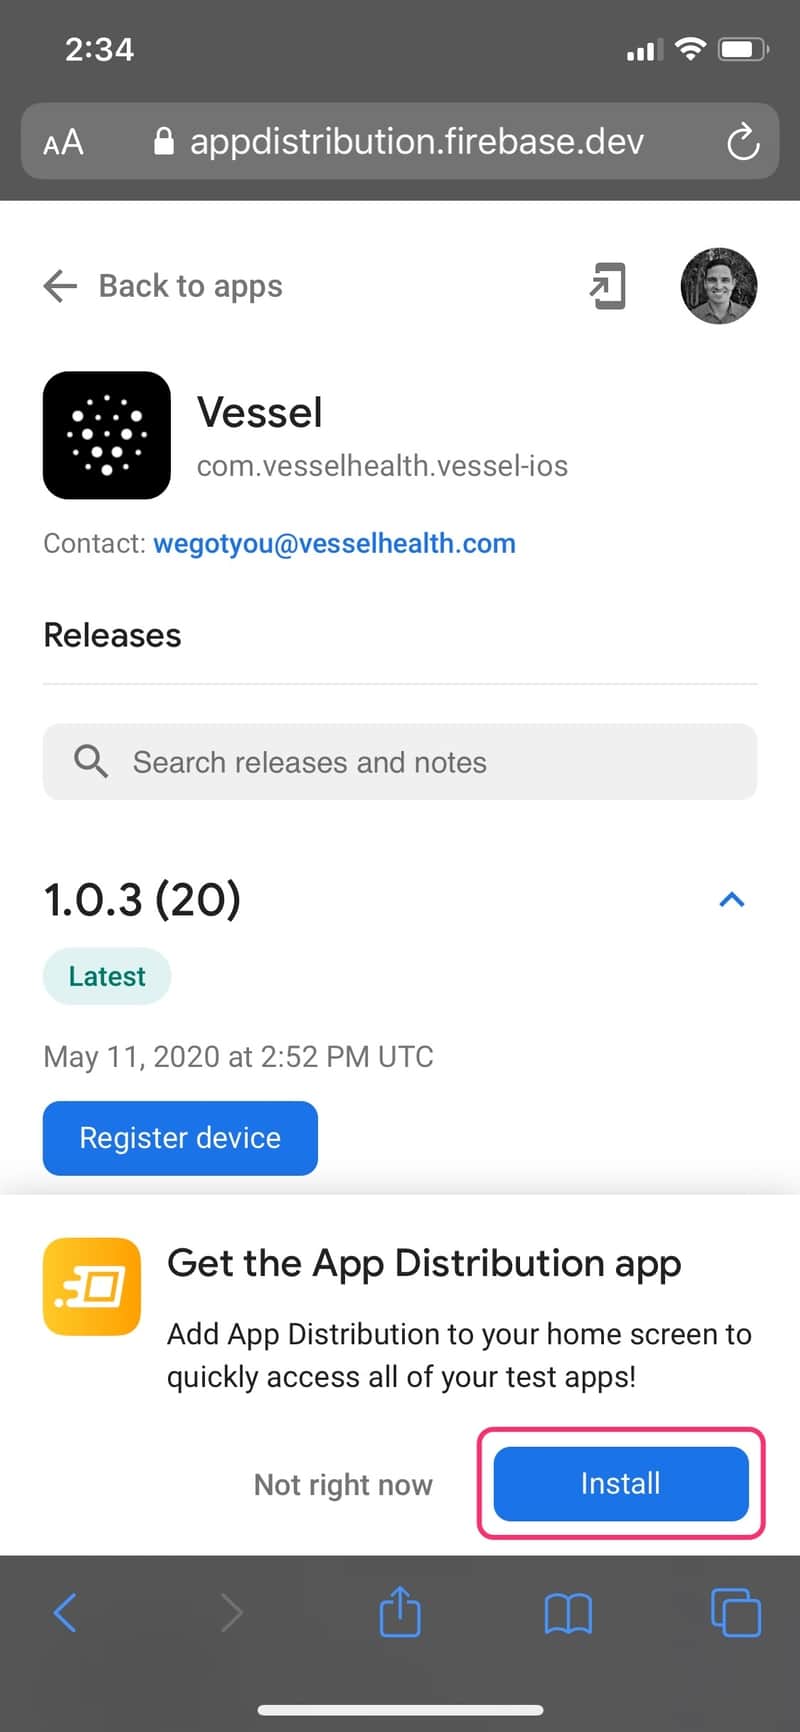 2:34
AA appdistribution.firebase.dev
Back to apps
Vessel
com.vesselhealth.vessel-ios
Contact: wegotyou@vesselhealth.com
Releases
Search releases and notes
1.0.3 (20)
Latest
May 11, 2020 at 2:52 PM UTC
Register device
Get the App Distribution app
Add App Distribution to your home screen to
quickly access all of your test apps!
Not right now Install